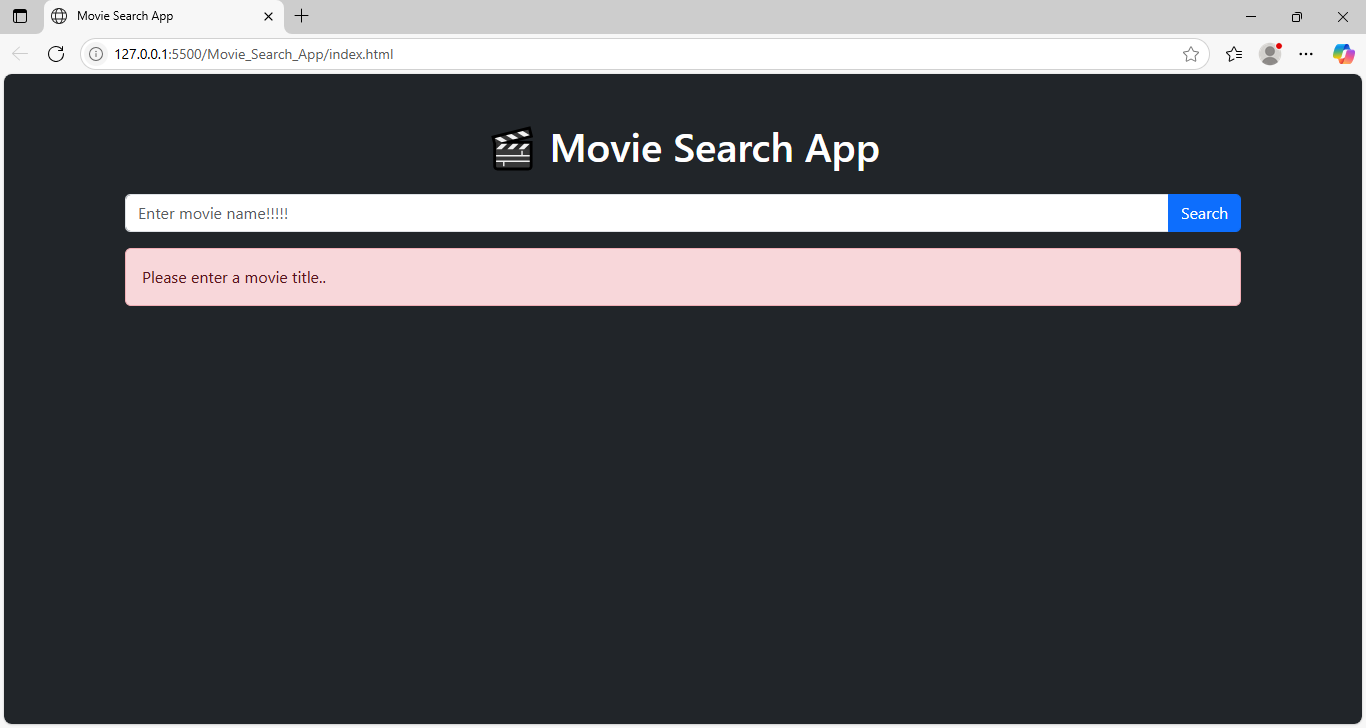 Movie Search App
127.0.0.1:5500/Movie_Search_App/index.html
🎬 Movie Search App
Enter movie name!!!!!
Search
Please enter a movie title..